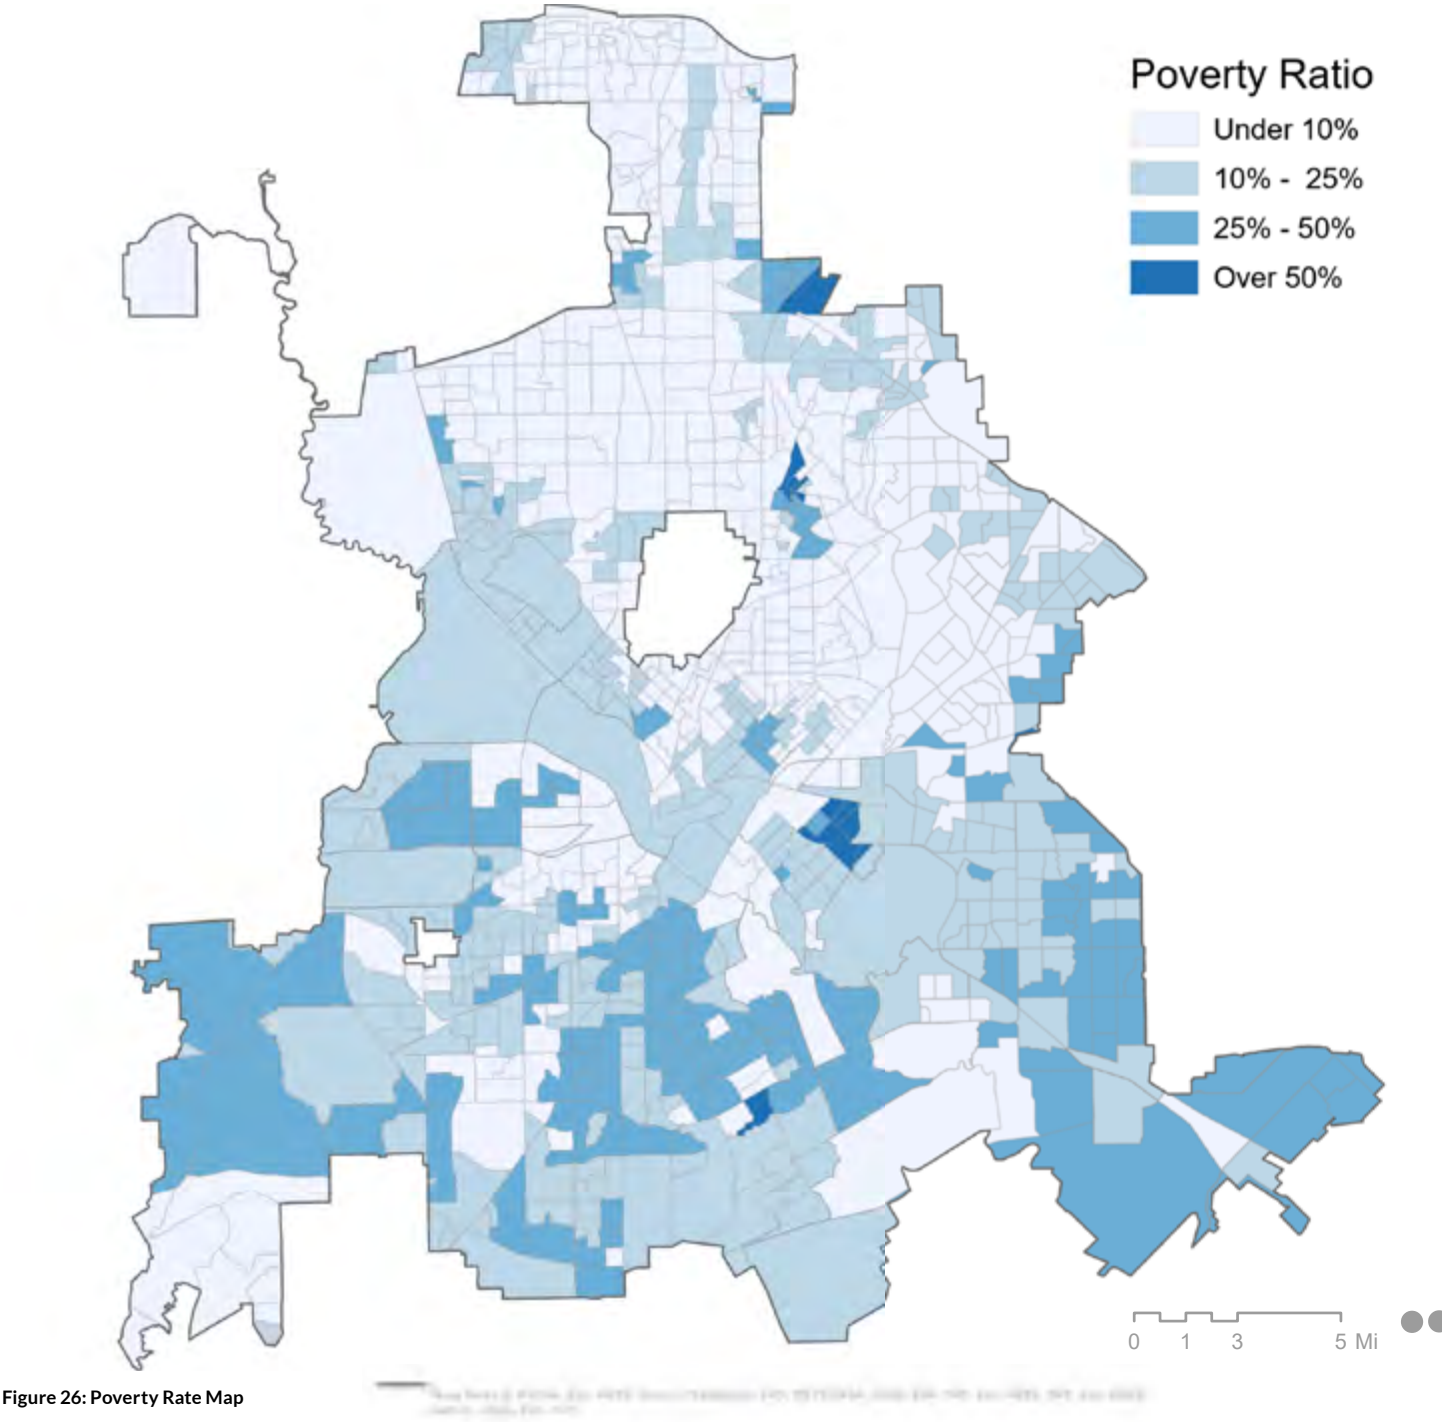 Poverty Ratio
Under 10%
10% - 25%
25% - 50%
Over 50%
0 1 3 5 Mi
Figure 26: Poverty Rate Map